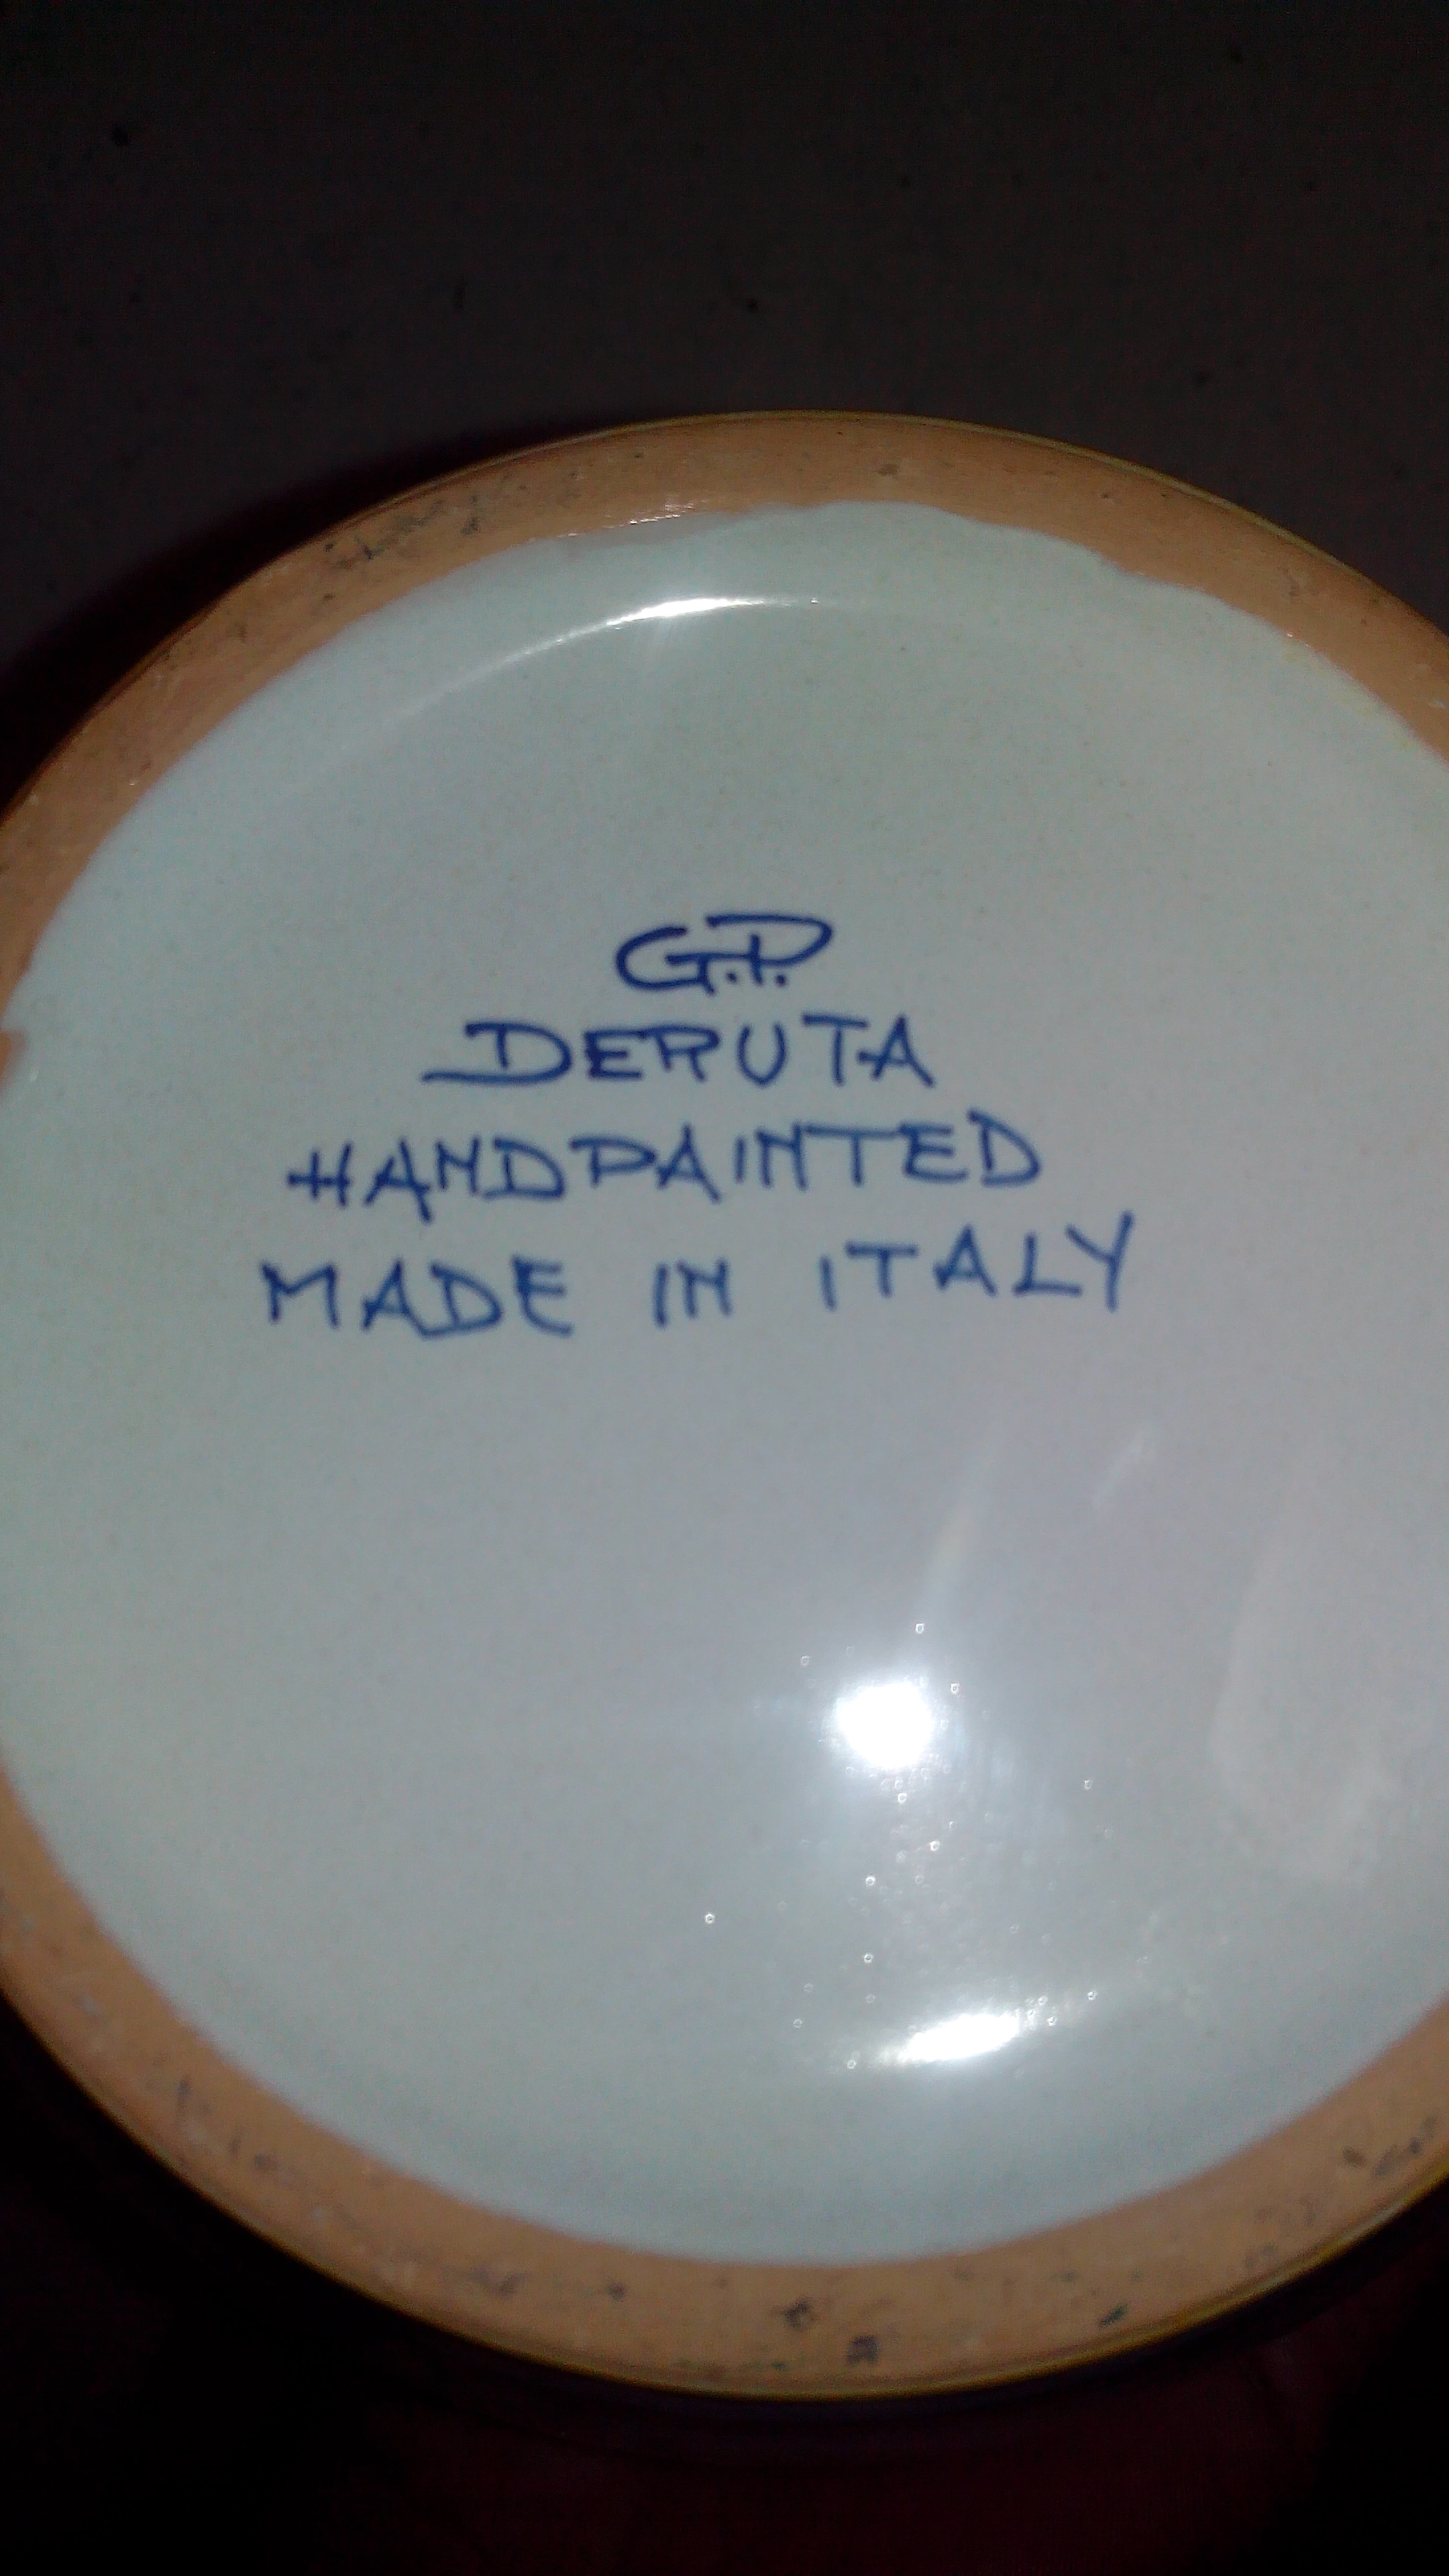 G.P.
DERUTA
HANDPAINTED
MADE IN ITALY